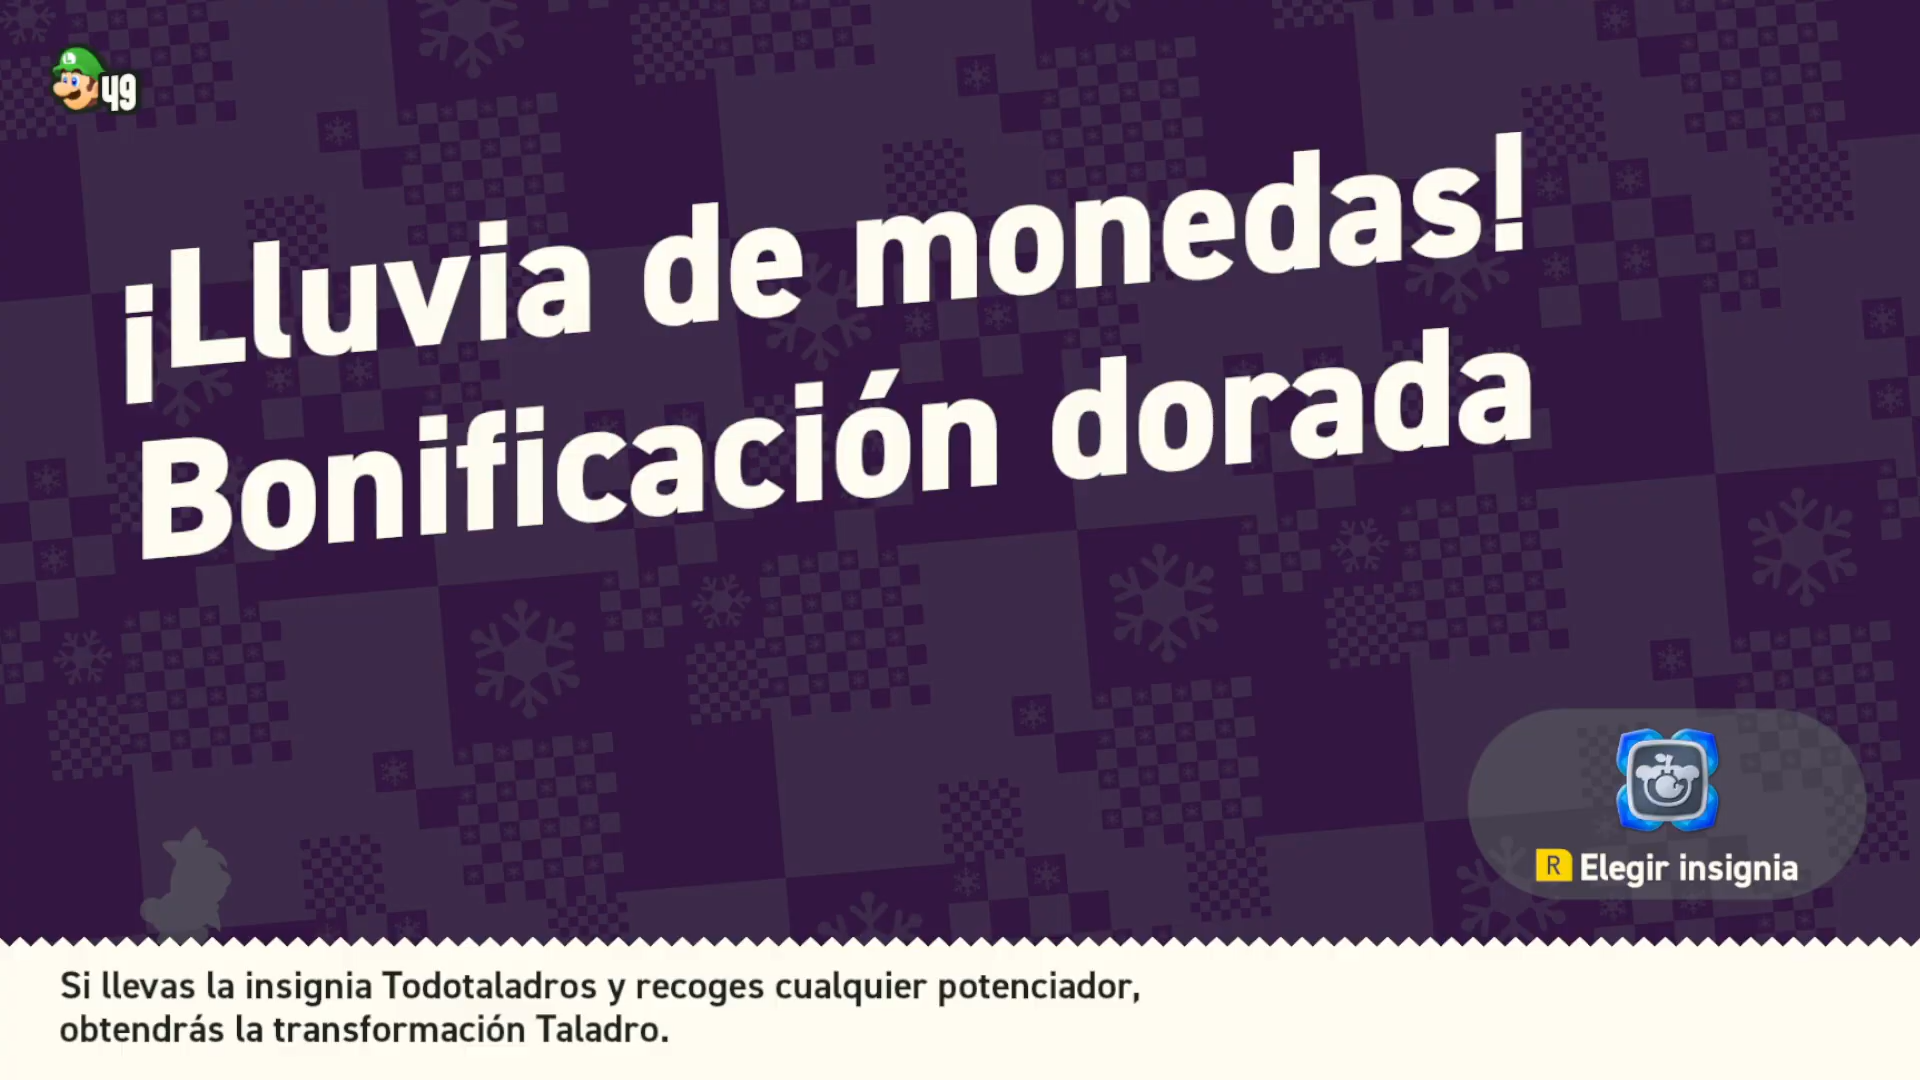 49
¡Lluvia de monedas!
Bonificación dorada
R Elegir insignia
Si llevas la insignia Todotaladros y recoges cualquier potenciador,
obtendrás la transformación Taladro.